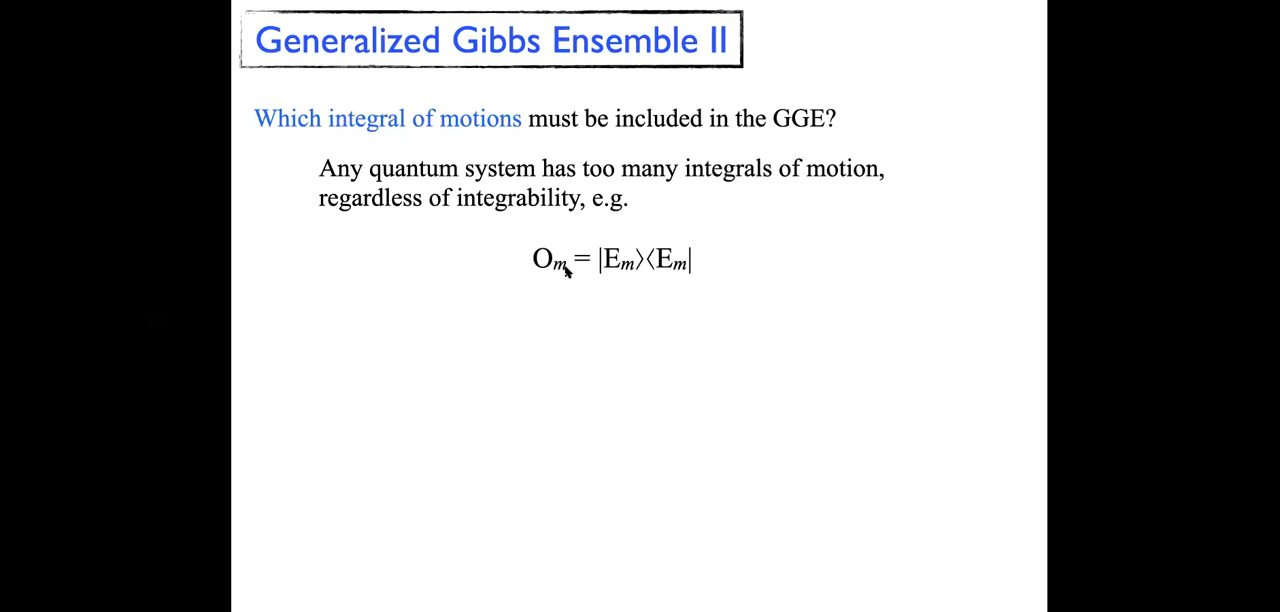 Generalized Gibbs Ensemble II
Which integral of motions must be included in the GGE?
Any quantum system has too many integrals of motion,
regardless of integrability, e.g.
Oₘ = |Eₘ⟩⟨Eₘ|